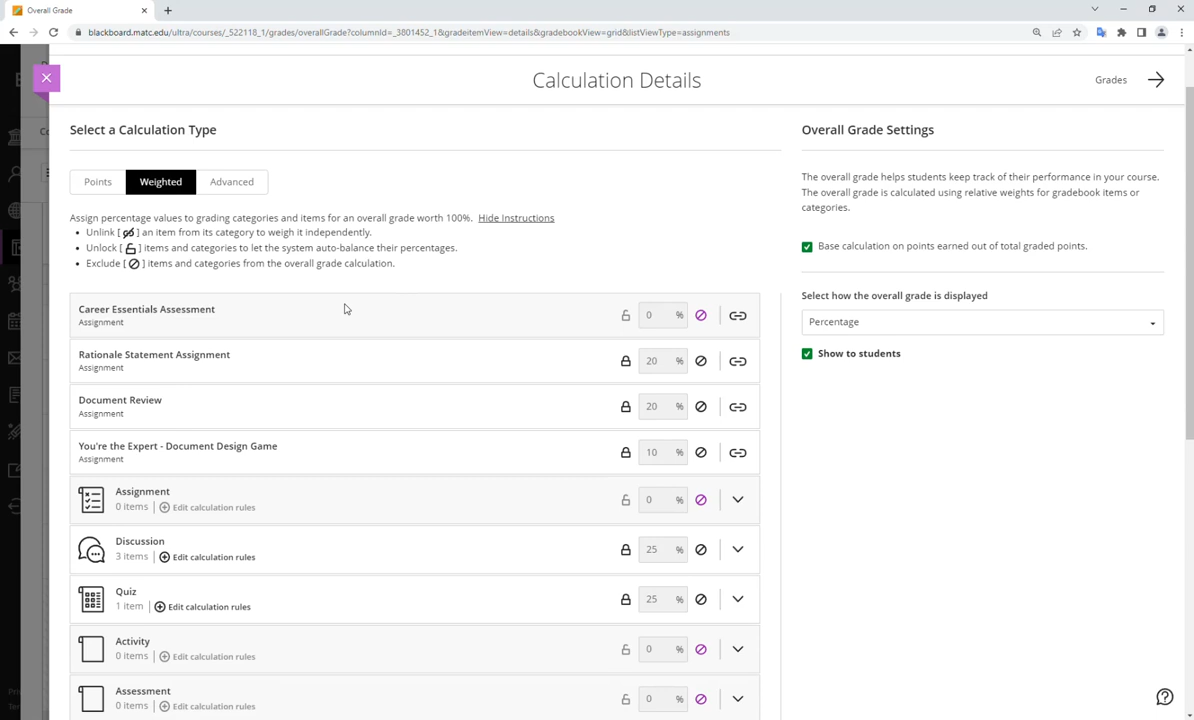 Overall Grade
blackboard.matc.edu/ultra/courses/_522118_1/grades/overallGrade?columnId=_3801452_1&gradeitemView=details&gradebookView=grid&listViewType=assignments
Calculation Details
Grades
Select a Calculation Type
Points Weighted Advanced
Assign percentage values to grading categories and items for an overall grade worth 100%. Hide Instructions
• Unlink [ ] an item from its category to weigh it independently.
• Unlock [ ] items and categories to let the system auto-balance their percentages.
• Exclude [ ] items and categories from the overall grade calculation.
Career Essentials Assessment
Assignment
0 %
Rationale Statement Assignment
Assignment
20 %
Document Review
Assignment
20 %
You're the Expert - Document Design Game
Assignment
10 %
Assignment
0 items | Edit calculation rules
0 %
Discussion
3 items | Edit calculation rules
25 %
Quiz
1 item | Edit calculation rules
25 %
Activity
0 items | Edit calculation rules
0 %
Assessment
0 items | Edit calculation rules
0 %
Overall Grade Settings
The overall grade helps students keep track of their performance in your course.
The overall grade is calculated using relative weights for gradebook items or
categories.
Base calculation on points earned out of total graded points.
Select how the overall grade is displayed
Percentage
Show to students